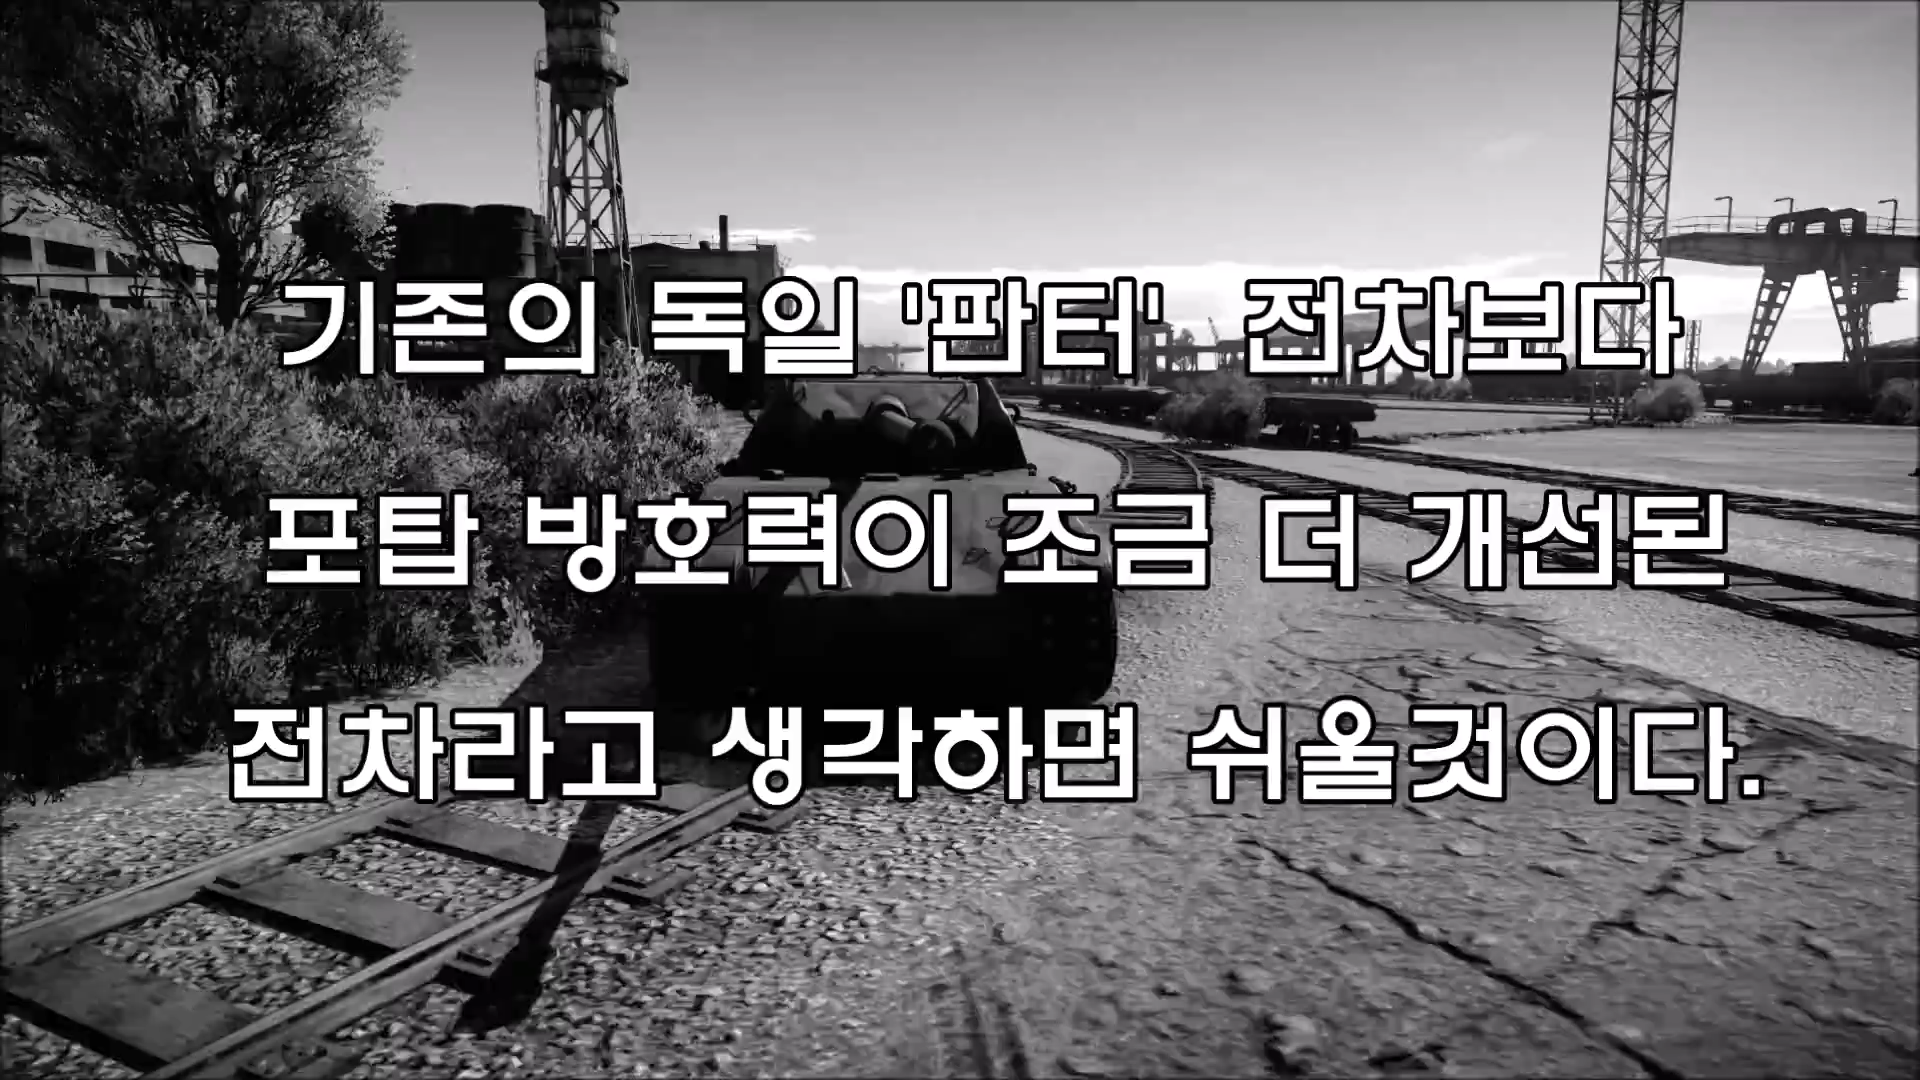 기존의 독일 '판터' 전차보다
포탑 방호력이 조금 더 개선된
전차라고 생각하면 쉬울것이다.